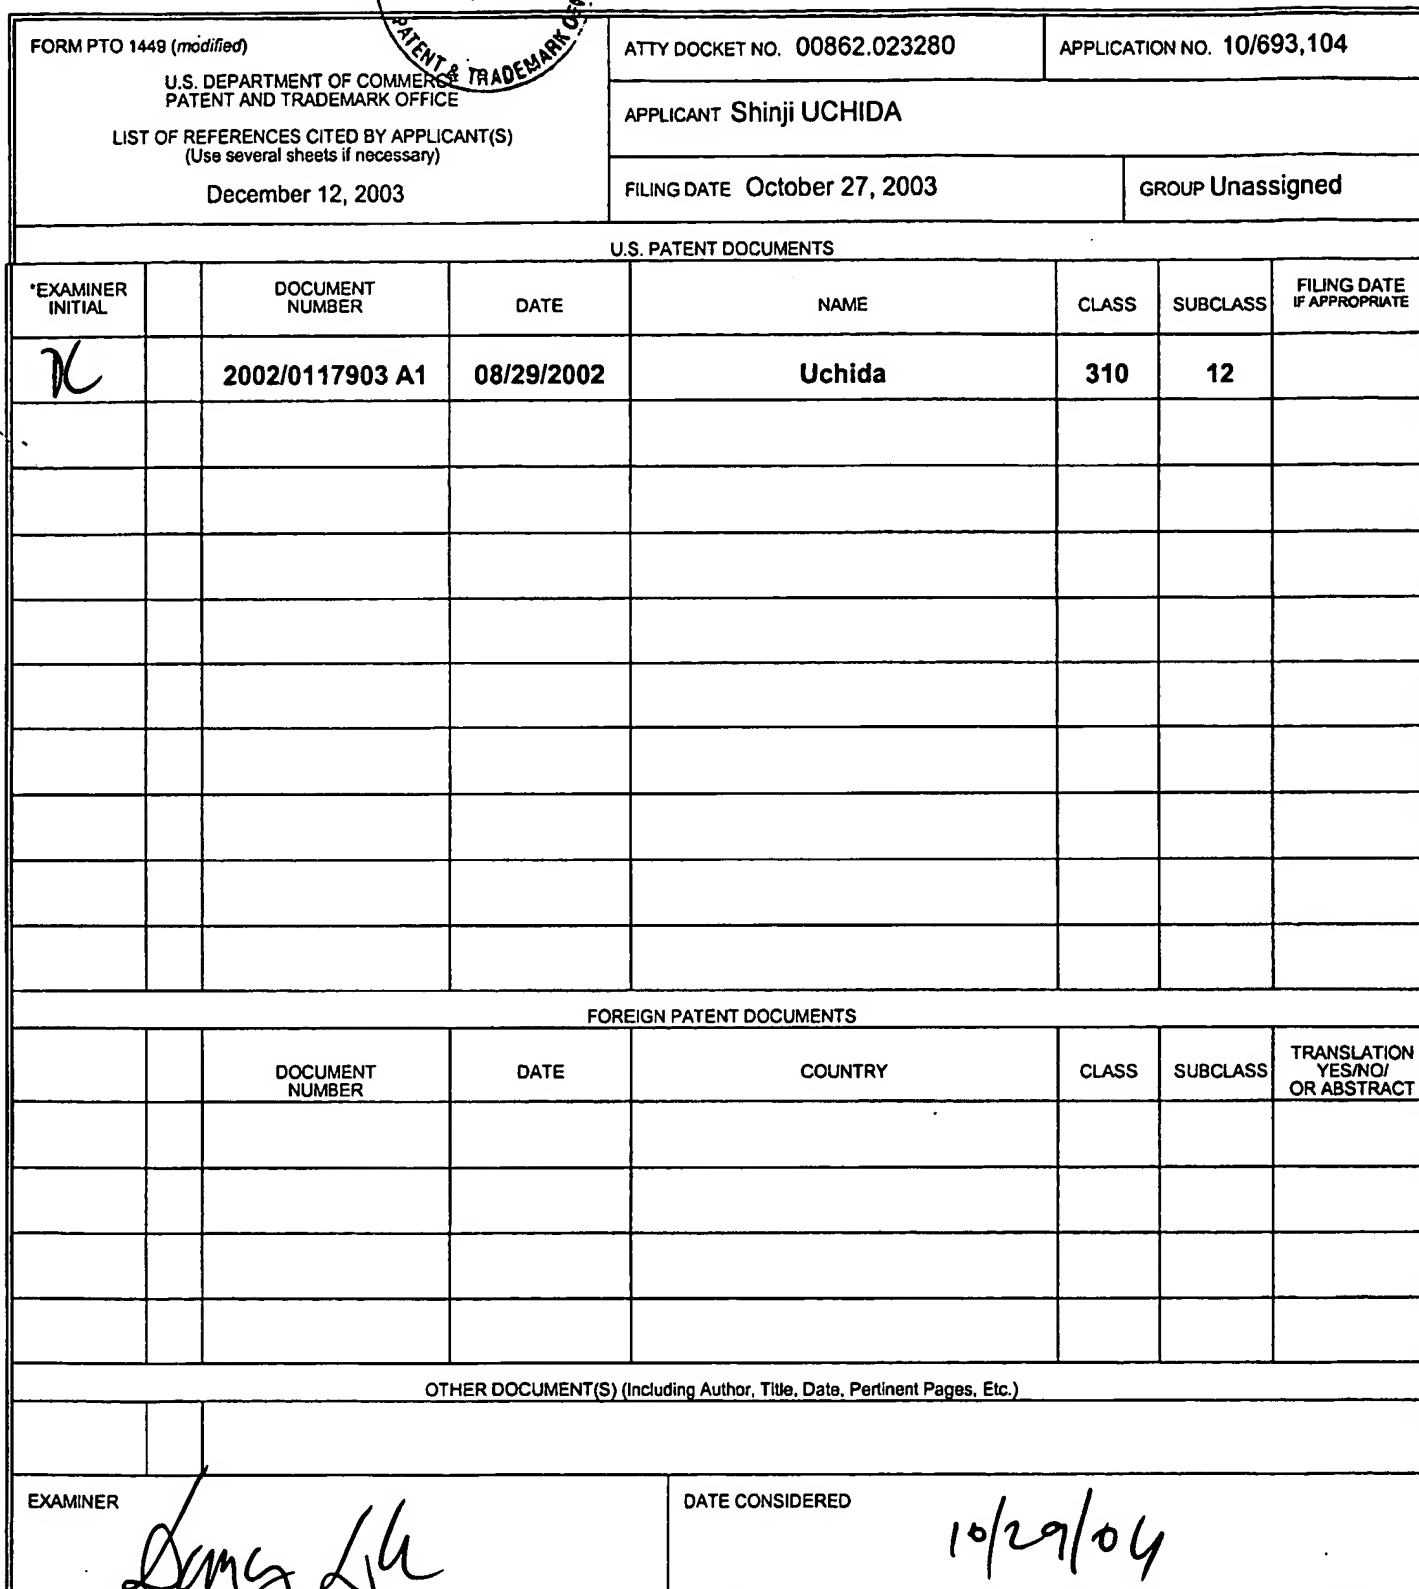 PATENT & TRADEMARK
FORM PTO 1449 (modified)
U.S. DEPARTMENT OF COMMERCE
PATENT AND TRADEMARK OFFICE
LIST OF REFERENCES CITED BY APPLICANT(S)
(Use several sheets if necessary)
December 12, 2003
ATTY DOCKET NO. 00862.023280
APPLICATION NO. 10/693,104
APPLICANT Shinji UCHIDA
FILING DATE October 27, 2003
GROUP Unassigned
U.S. PATENT DOCUMENTS
*EXAMINER
INITIAL
DOCUMENT
NUMBER
DATE
NAME
CLASS
SUBCLASS
FILING DATE
IF APPROPRIATE
2002/0117903 A1 08/29/2002 Uchida 310 12
FOREIGN PATENT DOCUMENTS
DOCUMENT
NUMBER
DATE
COUNTRY
CLASS
SUBCLASS
TRANSLATION
YES/NO/
OR ABSTRACT
OTHER DOCUMENT(S) (Including Author, Title, Date, Pertinent Pages, Etc.)
EXAMINER
DATE CONSIDERED
10/29/04